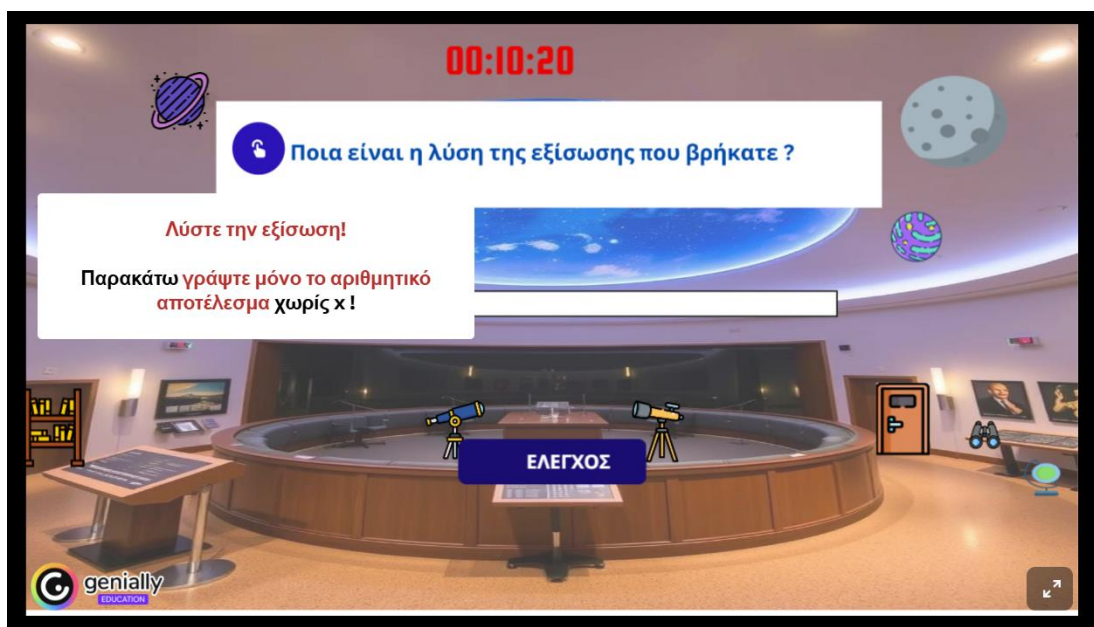 00:10:20
Ποια είναι η λύση της εξίσωσης που βρήκατε ?
Λύστε την εξίσωση!
Παρακάτω γράψτε μόνο το αριθμητικό
αποτέλεσμα χωρίς x !
ΕΛΕΓΧΟΣ
genially
EDUCATION